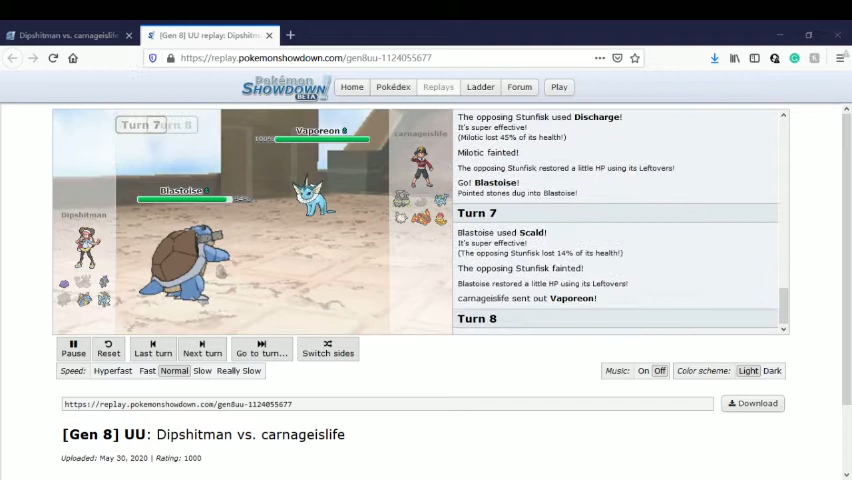 Dipshitman vs. carnageislife
[Gen 8] UU replay: Dipshitm
https://replay.pokemonshowdown.com/gen8uu-1124055677
Pokémon
SHOWDOWN
BETA
Home
Pokédex
Replays
Ladder
Forum
Play
Turn 7
Turn 8
100%
Vaporeon
carnageislife
Blastoise
Dipshitman
The opposing Stunfisk used Discharge!
It's super effective!
(Milotic lost 45% of its health!)
Milotic fainted!
The opposing Stunfisk restored a little HP using its Leftovers!
Go! Blastoise!
Pointed stones dug into Blastoise!
Turn 7
Blastoise used Scald!
It's super effective!
(The opposing Stunfisk lost 14% of its health!)
The opposing Stunfisk fainted!
Blastoise restored a little HP using its Leftovers!
carnageislife sent out Vaporeon!
Turn 8
Pause
Reset
Last turn
Next turn
Go to turn...
Switch sides
Speed: Hyperfast Fast Normal Slow Really Slow
Music: On Off
Color scheme: Light Dark
https://replay.pokemonshowdown.com/gen8uu-1124055677
Download
[Gen 8] UU: Dipshitman vs. carnageislife
Uploaded: May 30, 2020 | Rating: 1000